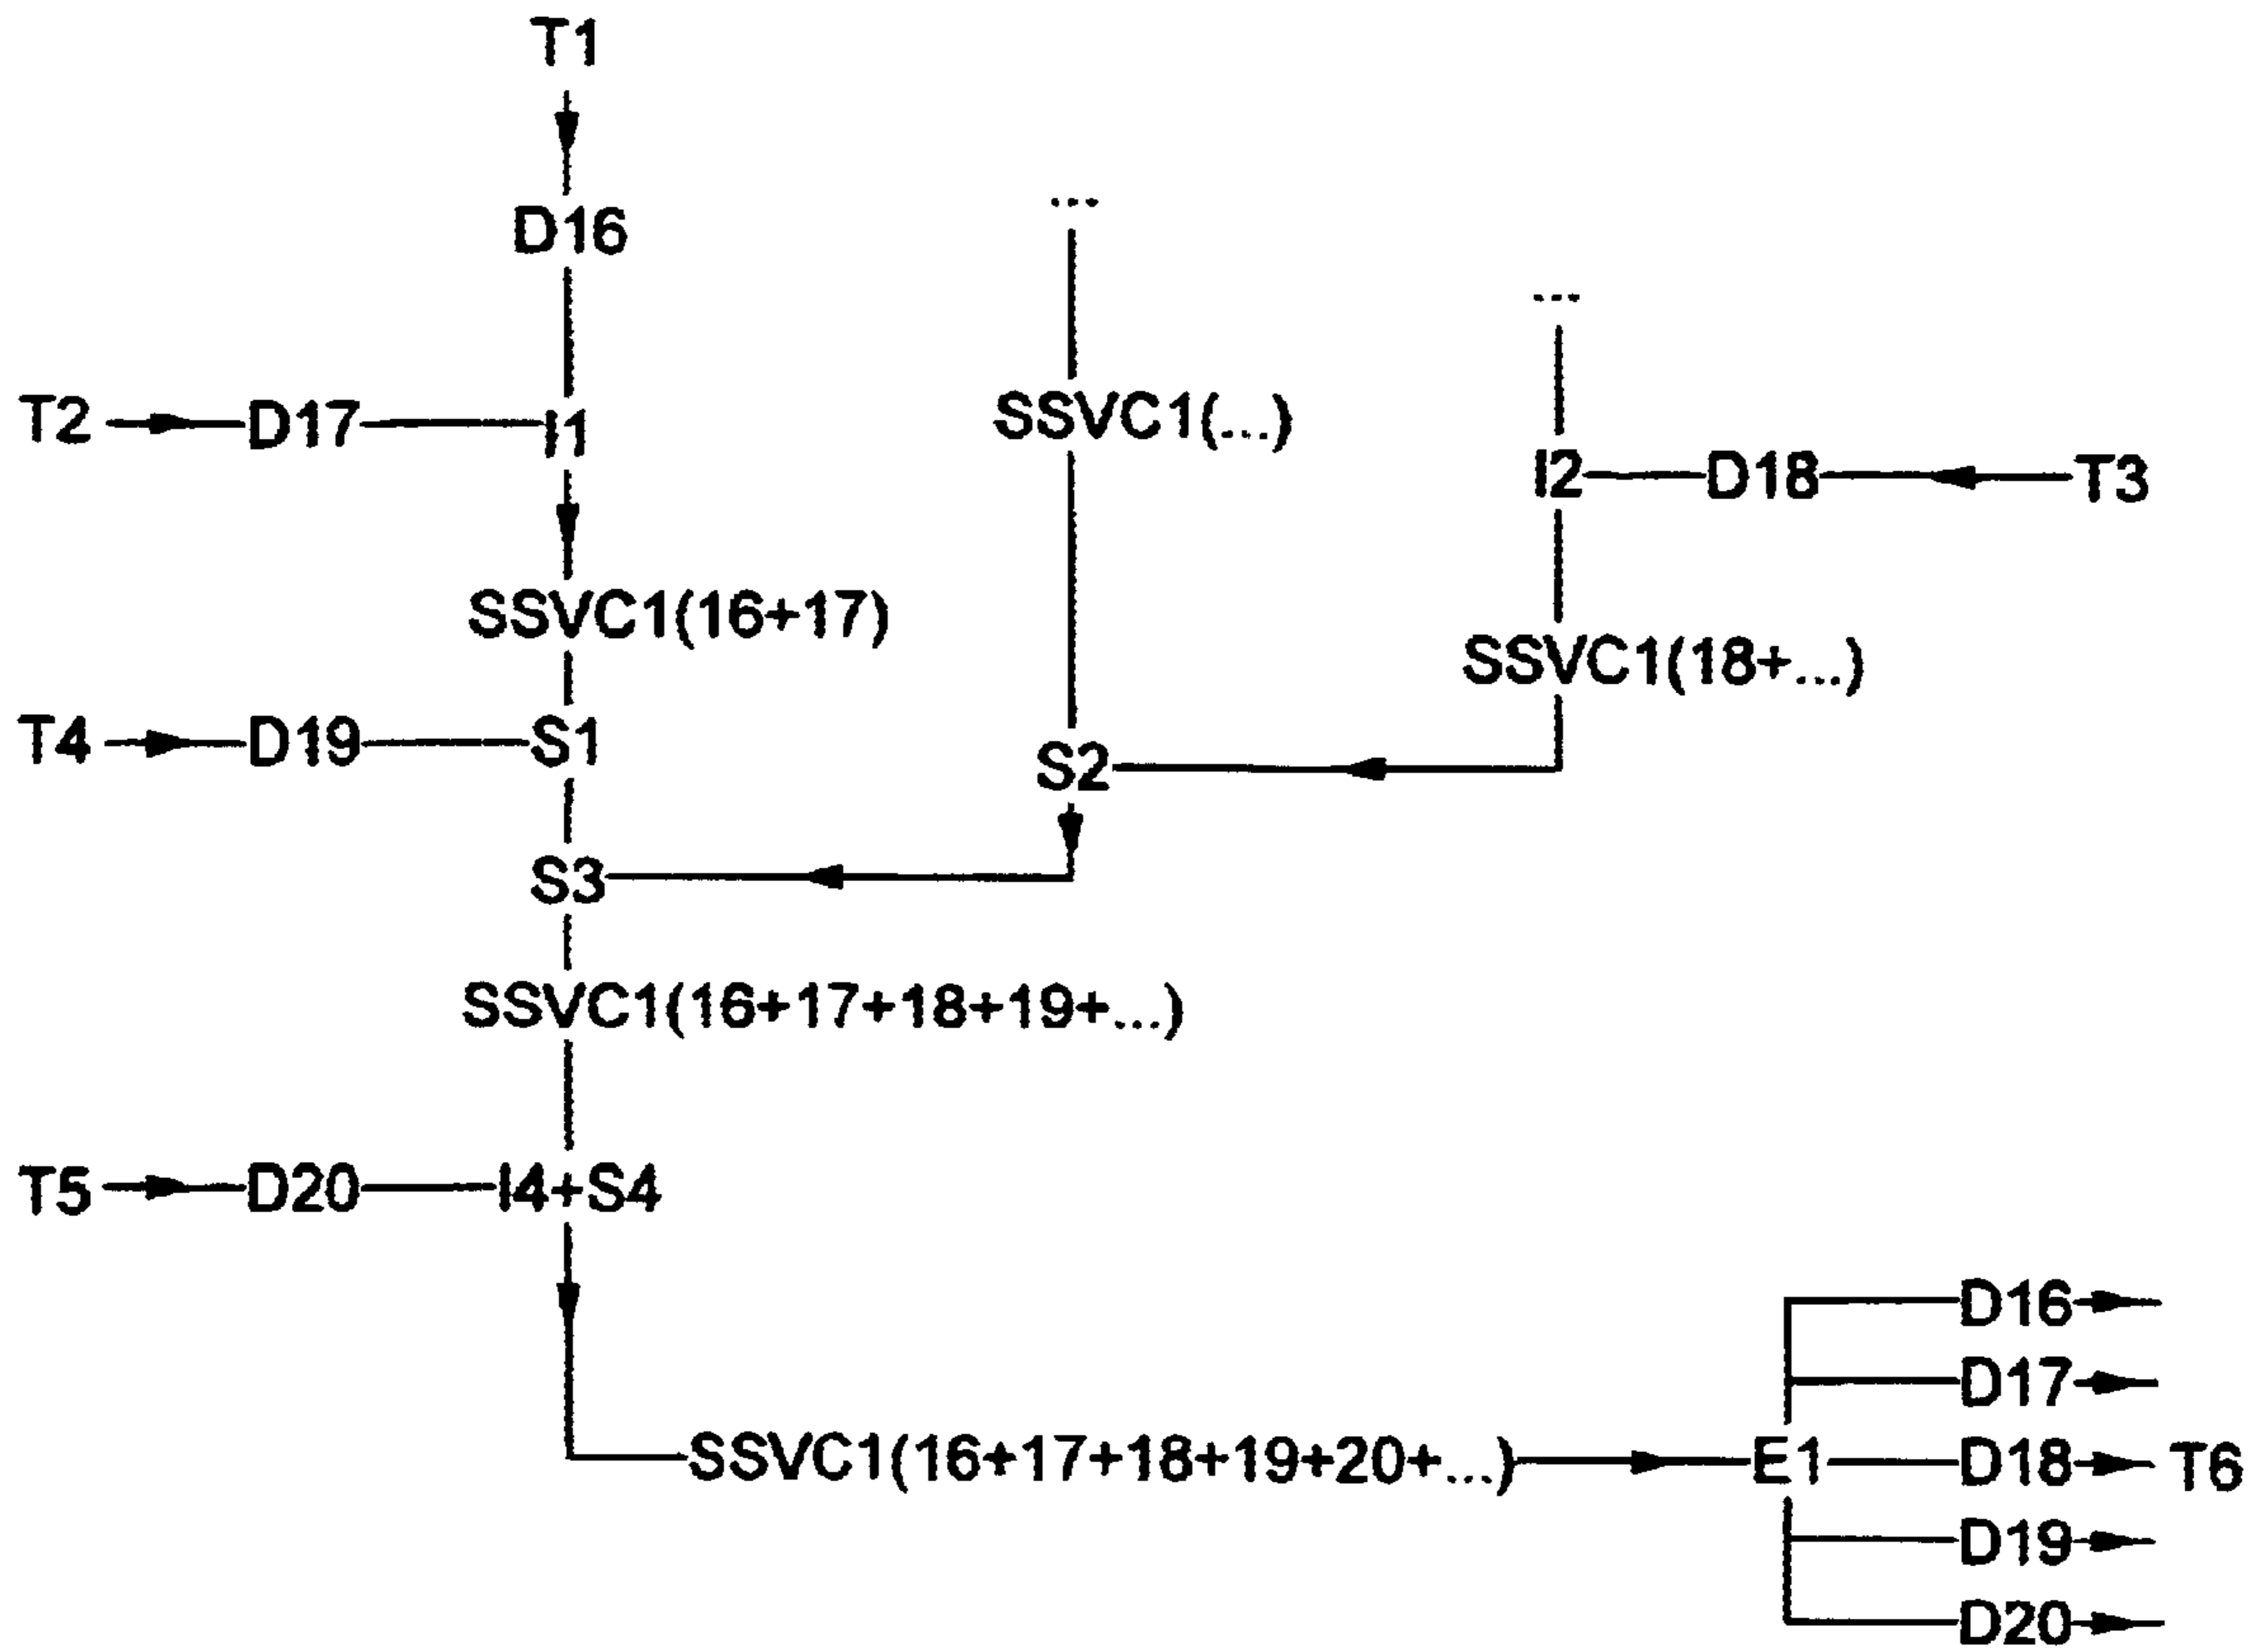 T1
D16
...
...
T2 D17 I1
SSVC1(...)
I2 D18 T3
SSVC1(16+17)
SSVC1(18+...)
T4 D19 S1
S2
S3
SSVC1(16+17+18+19+...)
T5 D20 I4+S4
D16
D17
SSVC1(16+17+18+19+20+...) E1 D18 T6
D19
D20